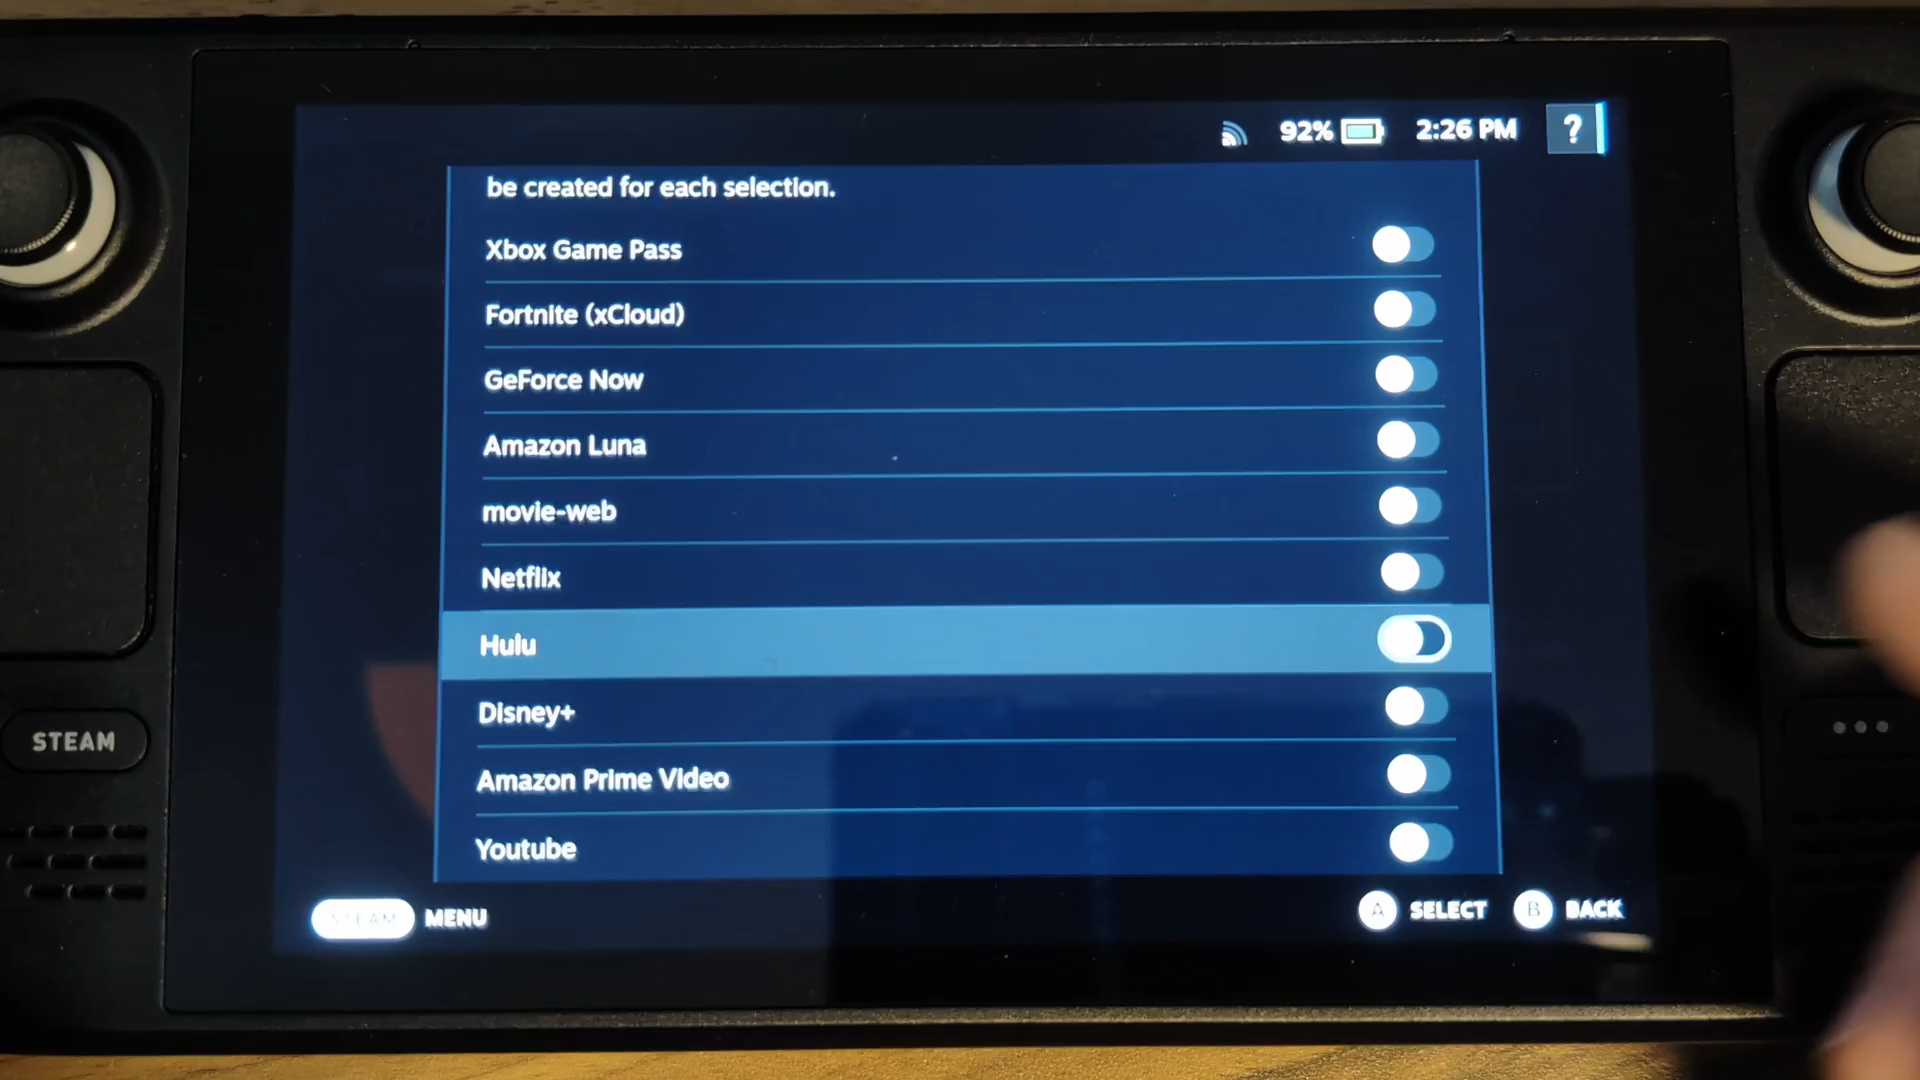 92% 2:26 PM ?
be created for each selection.
Xbox Game Pass
Fortnite (xCloud)
GeForce Now
Amazon Luna
movie-web
Netflix
Hulu
Disney+
Amazon Prime Video
Youtube
STEAM
STEAM MENU
A SELECT B BACK